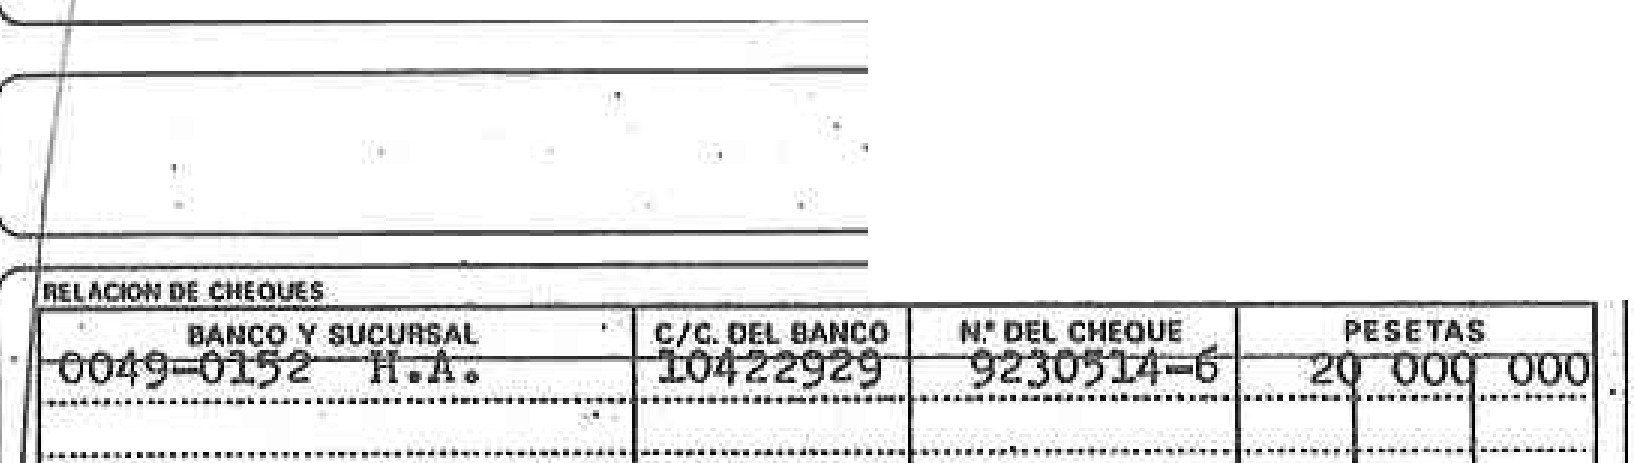 RELACION DE CHEQUES
BANCO Y SUCURSAL C/C. DEL BANCO N.º DEL CHEQUE PESETAS
0049-0152 H.A. 10422929 9230514-6 20 000 000